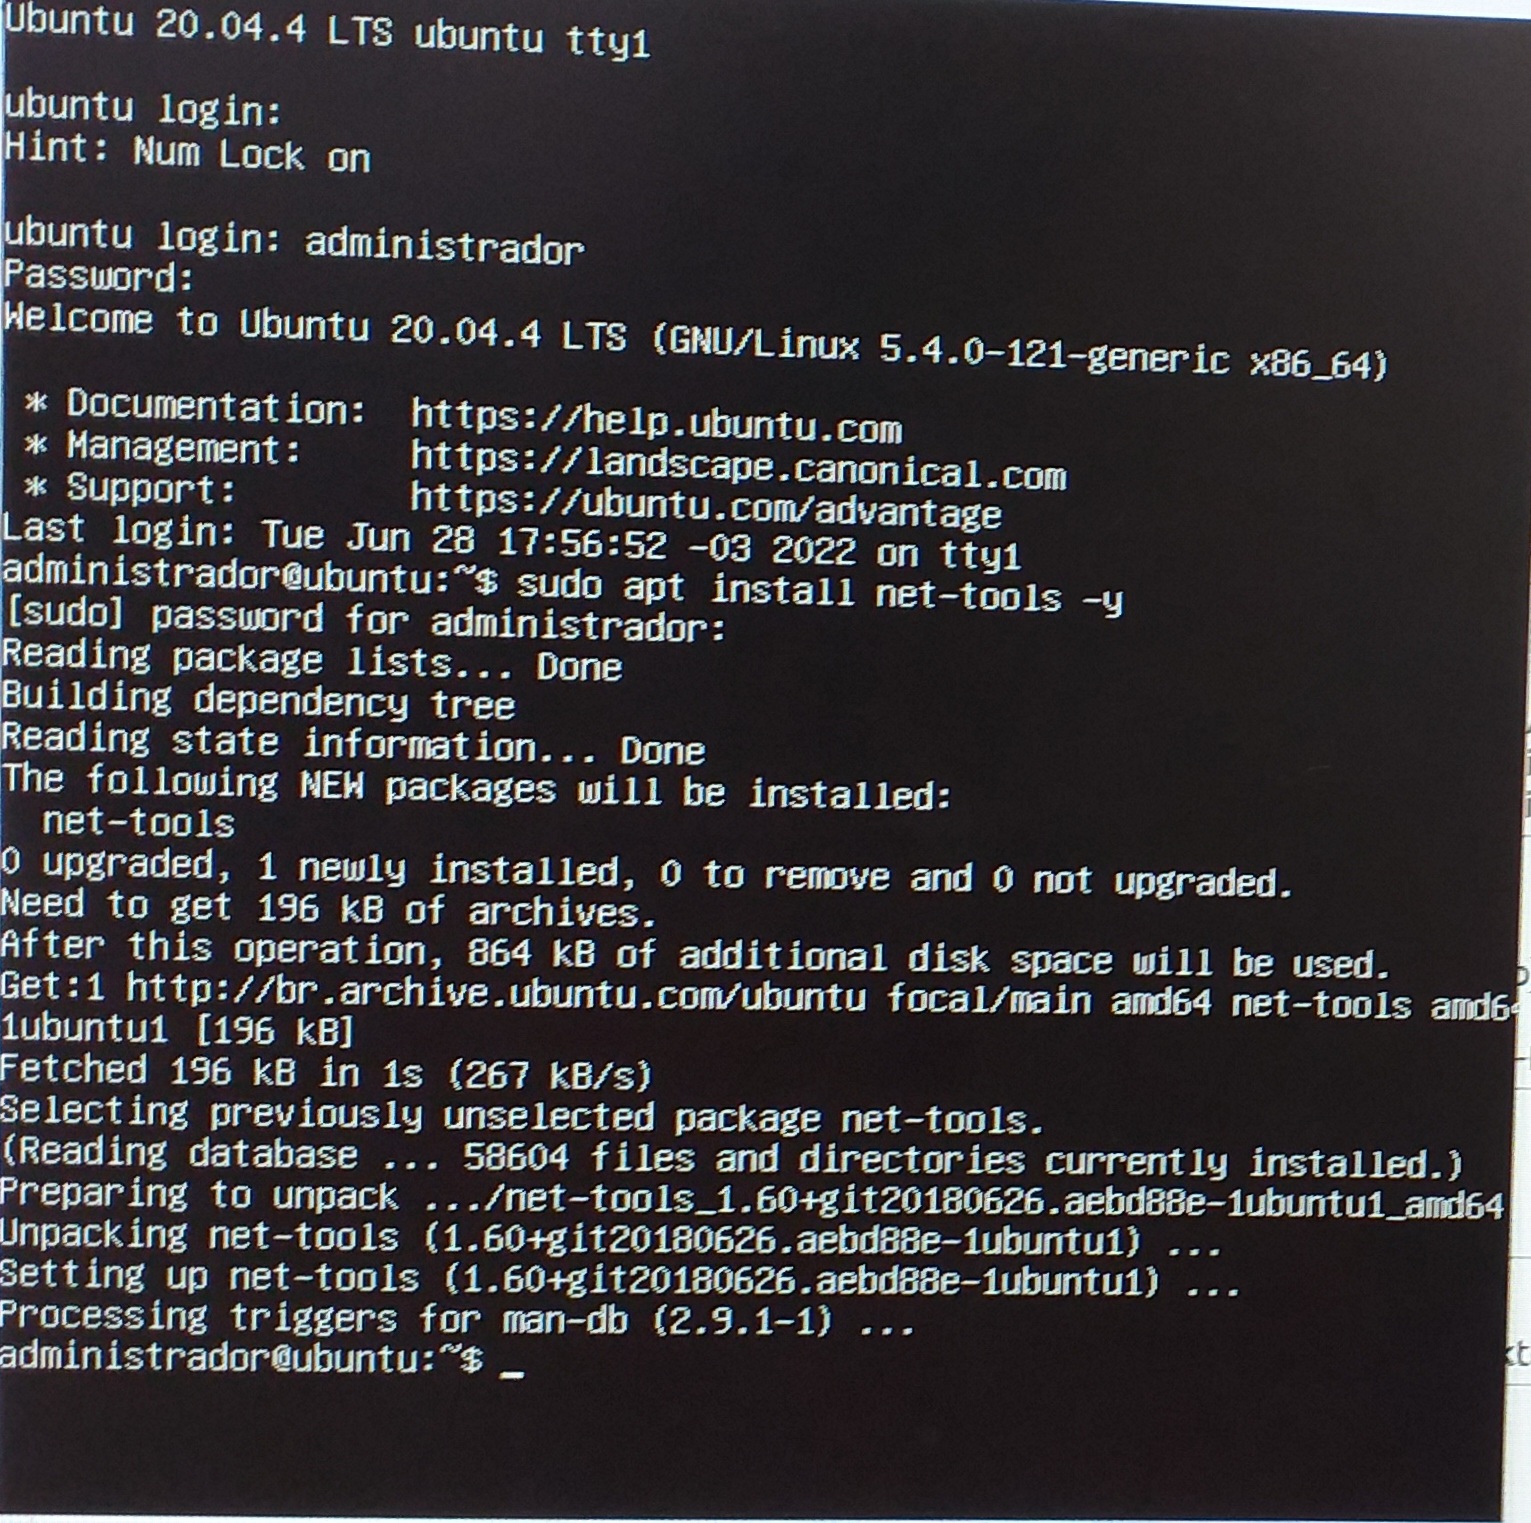 Ubuntu 20.04.4 LTS ubuntu tty1
ubuntu login:
Hint: Num Lock on
ubuntu login: administrador
Password:
Welcome to Ubuntu 20.04.4 LTS (GNU/Linux 5.4.0-121-generic x86_64)
* Documentation:  https://help.ubuntu.com
* Management:     https://landscape.canonical.com
* Support:        https://ubuntu.com/advantage
Last login: Tue Jun 28 17:56:52 -03 2022 on tty1
administrador@ubuntu:~$ sudo apt install net-tools -y
[sudo] password for administrador:
Reading package lists... Done
Building dependency tree
Reading state information... Done
The following NEW packages will be installed:
net-tools
0 upgraded, 1 newly installed, 0 to remove and 0 not upgraded.
Need to get 196 kB of archives.
After this operation, 864 kB of additional disk space will be used.
Get:1 http://br.archive.ubuntu.com/ubuntu focal/main amd64 net-tools amd64
1ubuntu1 [196 kB]
Fetched 196 kB in 1s (267 kB/s)
Selecting previously unselected package net-tools.
(Reading database ... 58604 files and directories currently installed.)
Preparing to unpack .../net-tools_1.60+git20180626.aebd88e-1ubuntu1_amd64
Unpacking net-tools (1.60+git20180626.aebd88e-1ubuntu1) ...
Setting up net-tools (1.60+git20180626.aebd88e-1ubuntu1) ...
Processing triggers for man-db (2.9.1-1) ...
administrador@ubuntu:~$ _